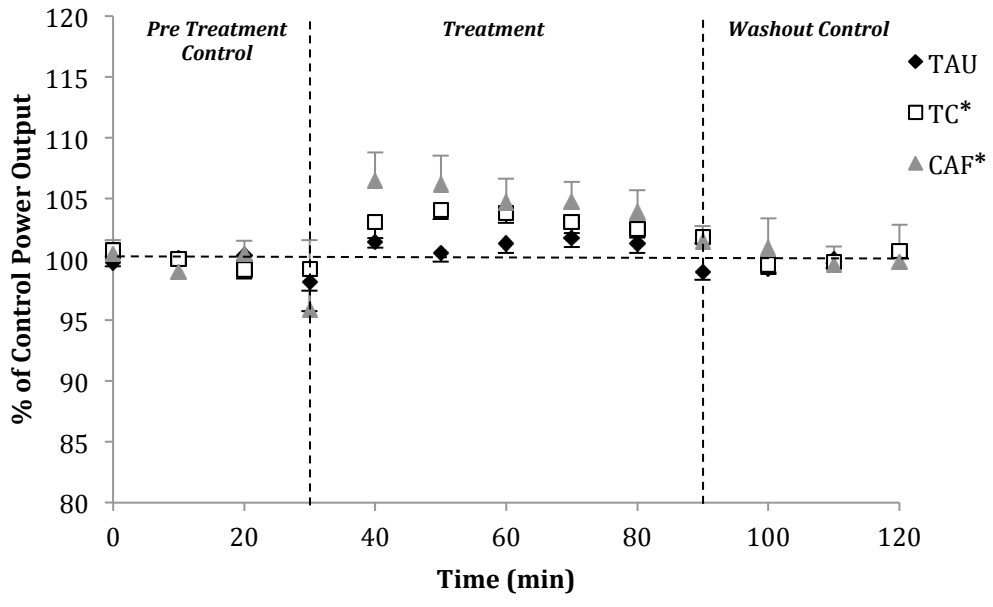 120
115
110
105
100
95
90
85
80
% of Control Power Output
Pre Treatment
Control
Treatment
Washout Control
TAU
TC*
CAF*
0
20
40
60
80
100
120
Time (min)